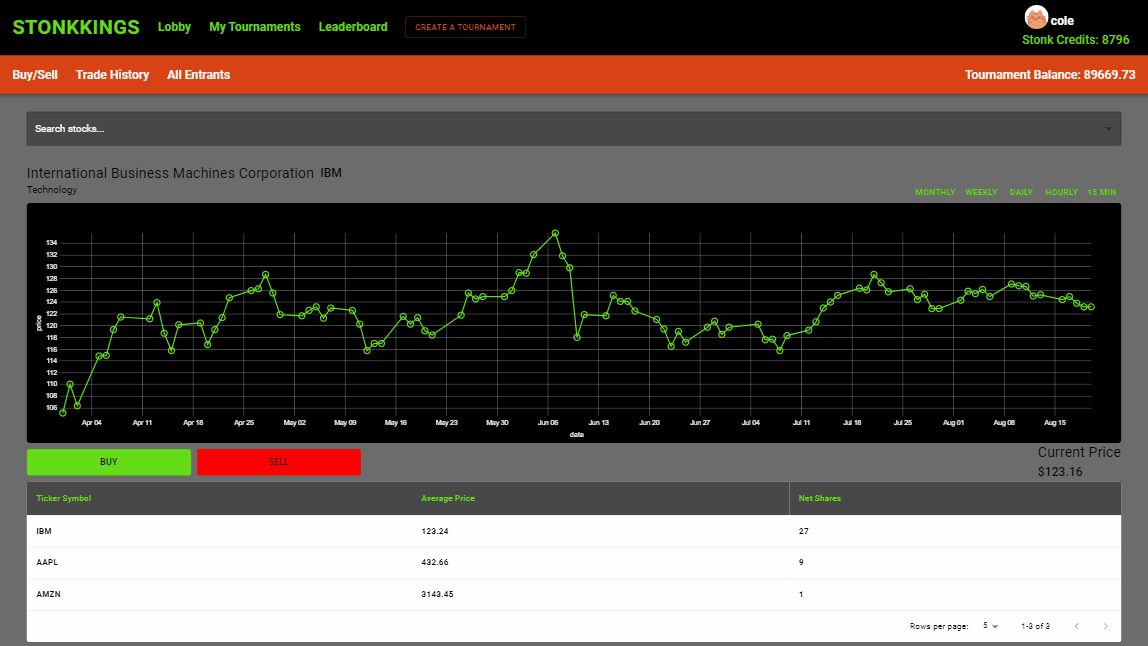 STONKKINGS Lobby My Tournaments Leaderboard CREATE A TOURNAMENT cole
Stonk Credits: 8796
Buy/Sell Trade History All Entrants Tournament Balance: 89669.73
Search stocks...
International Business Machines Corporation IBM
Technology
MONTHLY WEEKLY DAILY HOURLY 15 MIN
134
132
130
128
126
124
122
120
118
116
114
112
110
108
106
price
Apr 04 Apr 11 Apr 18 Apr 25 May 02 May 09 May 16 May 23 May 30 Jun 06 Jun 13 Jun 20 Jun 27 Jul 04 Jul 11 Jul 18 Jul 25 Aug 01 Aug 08 Aug 15
date
BUY SELL Current Price
$123.16
Ticker Symbol Average Price Net Shares
IBM 123.24 27
AAPL 432.66 9
AMZN 3143.45 1
Rows per page: 5 1-3 of 3